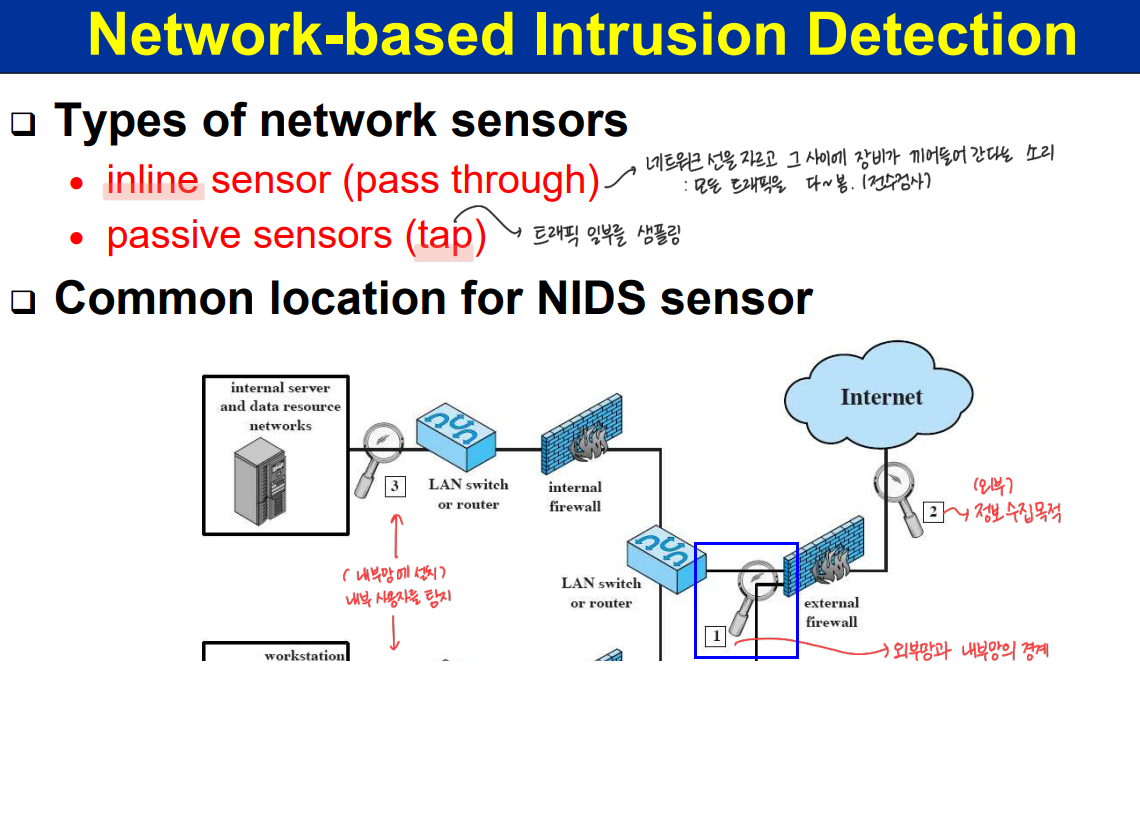 Network-based Intrusion Detection
Types of network sensors
inline sensor (pass through)
네트워크 선을 자르고 그 사이에 장비가 끼어들어 간다는 소리
: 모든 트래픽을 다~봄. (전수검사)
passive sensors (tap)
트래픽 일부를 샘플링
Common location for NIDS sensor
internal server
and data resource
networks
3
LAN switch
or router
internal
firewall
Internet
2
(외부)
정보 수집목적
(내부망에 설치)
내부 사용자를 탐지
LAN switch
or router
1
external
firewall
외부망과 내부망의 경계
workstation